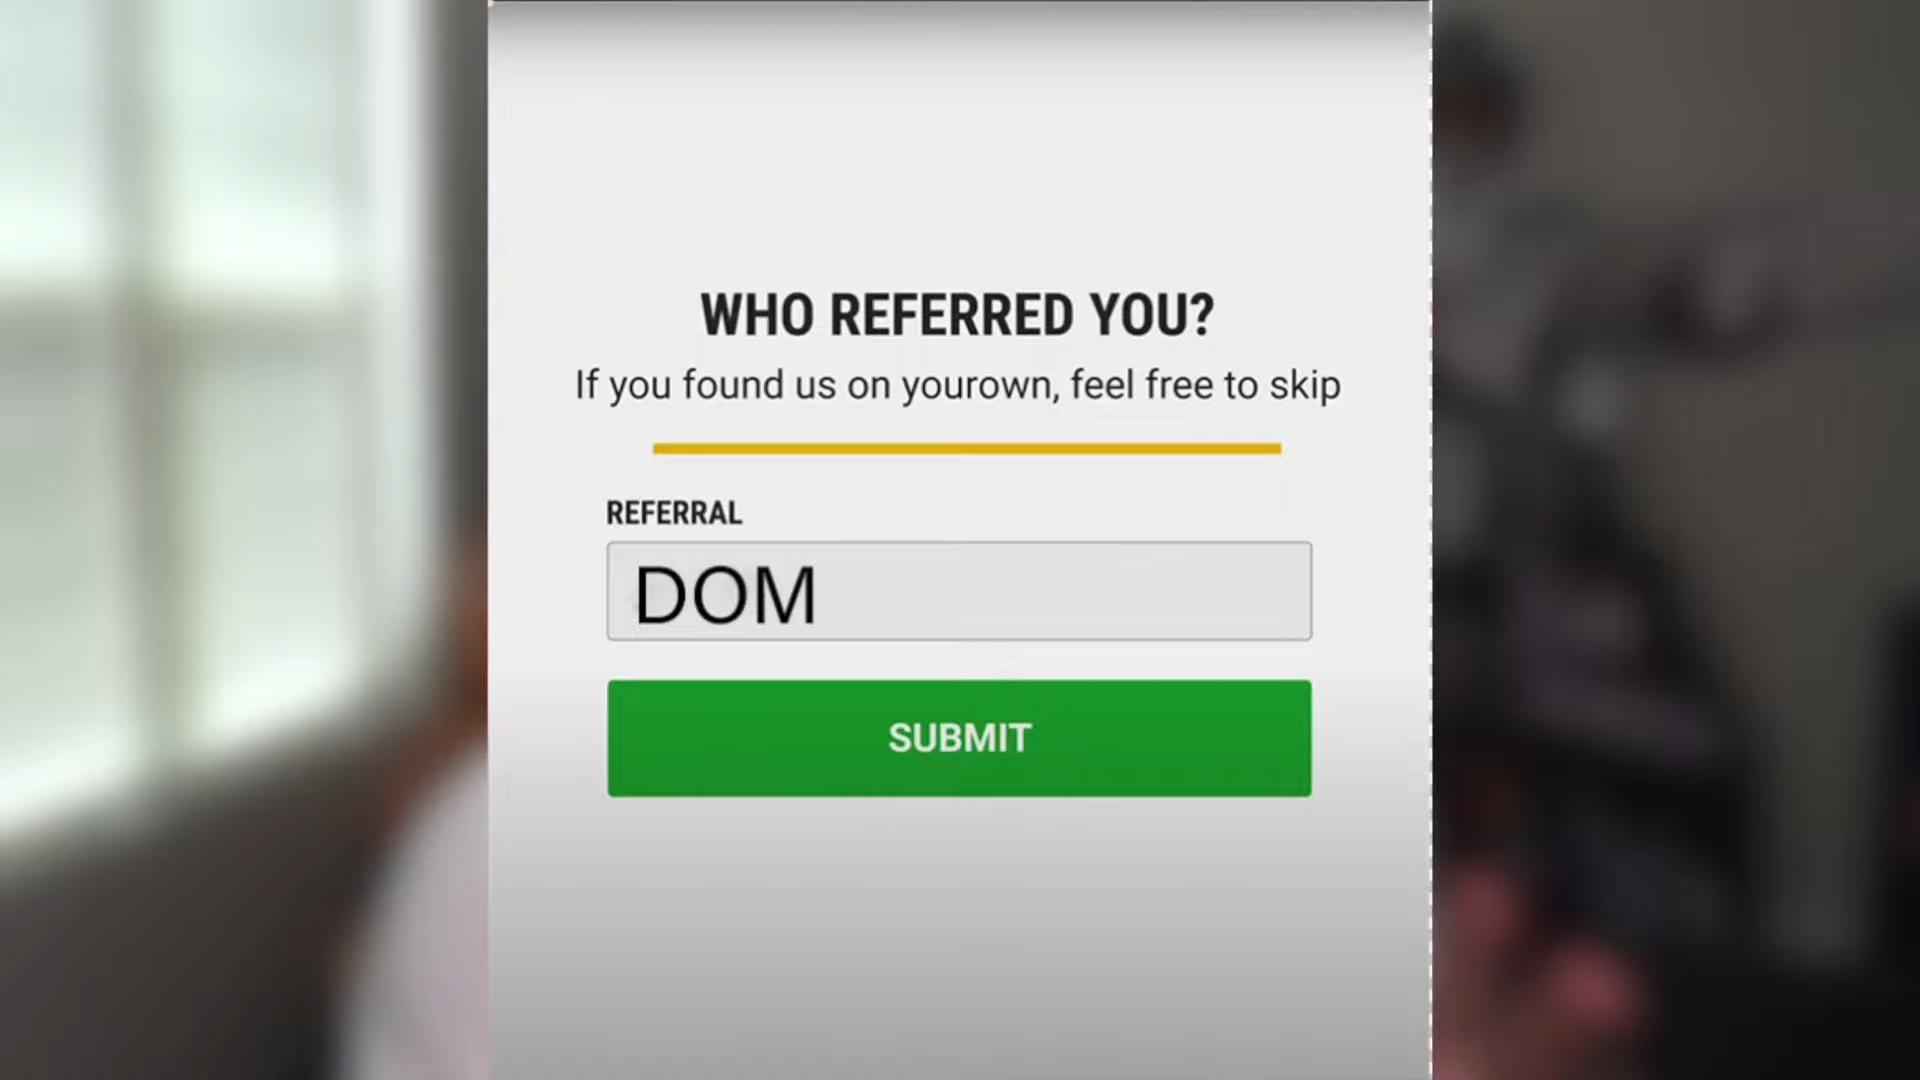 WHO REFERRED YOU?
If you found us on yourown, feel free to skip
REFERRAL
DOM
SUBMIT